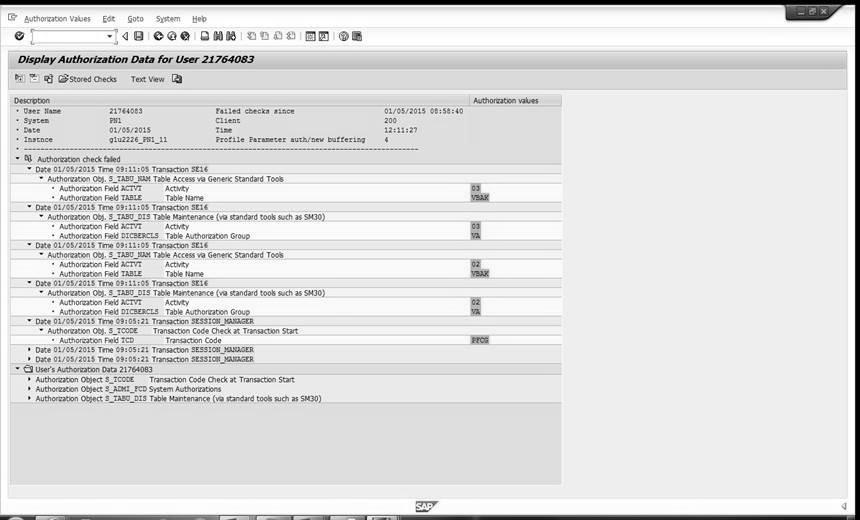 Authorization Values Edit Goto System Help
Display Authorization Data for User 21764083
Stored Checks Text View
Description Authorization values
User Name 21764083 Failed checks since 01/05/2015 08:58:40
System PN1 Client 200
Date 01/05/2015 Time 12:11:27
Instnce g1u2226_PN1_11 Profile Parameter auth/new buffering 4
Authorization check failed
Date 01/05/2015 Time 09:11:05 Transaction SE16
Authorization Obj. S_TABU_NAM Table Access via Generic Standard Tools
Authorization Field ACTVT Activity 03
Authorization Field TABLE Table Name VBAK
Date 01/05/2015 Time 09:11:05 Transaction SE16
Authorization Obj. S_TABU_DIS Table Maintenance (via standard tools such as SM30)
Authorization Field ACTVT Activity 03
Authorization Field DICBERCLS Table Authorization Group VA
Date 01/05/2015 Time 09:11:05 Transaction SE16
Authorization Obj. S_TABU_NAM Table Access via Generic Standard Tools
Authorization Field ACTVT Activity 02
Authorization Field TABLE Table Name VBAK
Date 01/05/2015 Time 09:11:05 Transaction SE16
Authorization Obj. S_TABU_DIS Table Maintenance (via standard tools such as SM30)
Authorization Field ACTVT Activity 02
Authorization Field DICBERCLS Table Authorization Group VA
Date 01/05/2015 Time 09:05:21 Transaction SESSION_MANAGER
Authorization Obj. S_TCODE Transaction Code Check at Transaction Start
Authorization Field TCD Transaction Code PFCG
Date 01/05/2015 Time 09:05:21 Transaction SESSION_MANAGER
Date 01/05/2015 Time 09:05:21 Transaction SESSION_MANAGER
User's Authorization Data 21764083
Authorization Object S_TCODE Transaction Code Check at Transaction Start
Authorization Object S_ADMI_FCD System Authorizations
Authorization Object S_TABU_DIS Table Maintenance (via standard tools such as SM30)
SAP